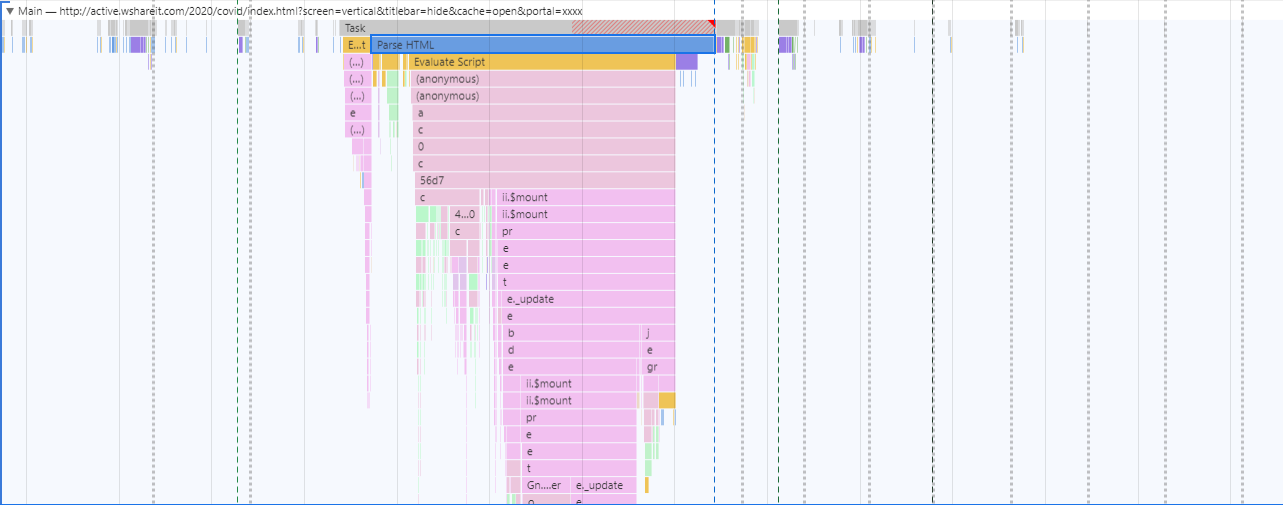 ▼ Main — http://active.wshareit.com/2020/covid/index.html?screen=vertical&titlebar=hide&cache=open&portal=xxxx
Task
E...t Parse HTML
(...) Evaluate Script
(...) (anonymous)
(...) (anonymous)
e a
(...) c
0
c
56d7
c ii.$mount
4...0 ii.$mount
c pr
e
e
t
e._update
e
b j
d e
e gr
ii.$mount
ii.$mount
pr
e
e
t
Gn....er e._update
o e